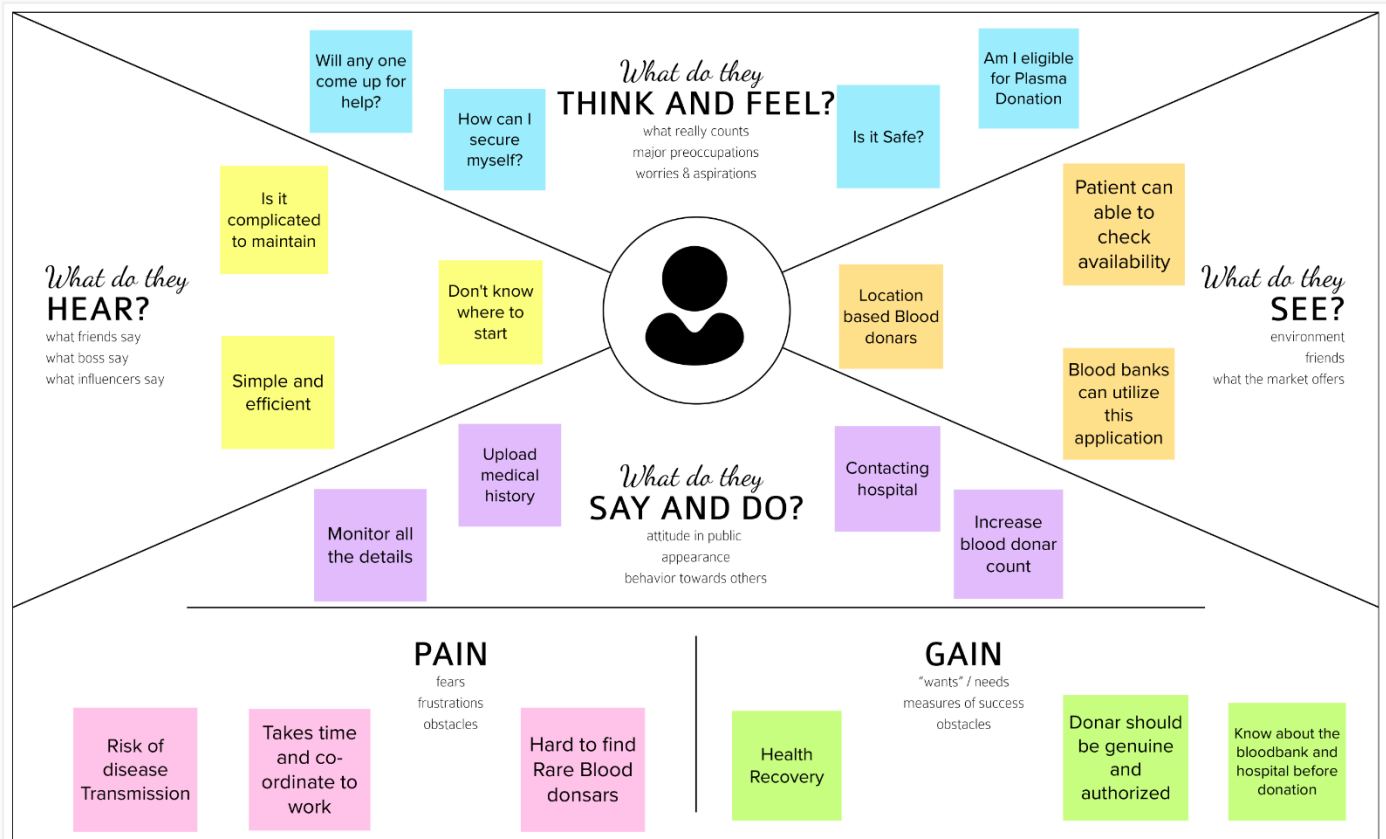 What do they
THINK AND FEEL?
what really counts
major preoccupations
worries & aspirations
Will any one
come up for
help?
How can I
secure
myself?
Is it Safe?
Am I eligible
for Plasma
Donation
What do they
HEAR?
what friends say
what boss say
what influencers say
Is it
complicated
to maintain
Don't know
where to
start
Simple and
efficient
What do they
SEE?
environment
friends
what the market offers
Patient can
able to
check
availability
Location
based Blood
donars
Blood banks
can utilize
this
application
What do they
SAY AND DO?
attitude in public
appearance
behavior towards others
Upload
medical
history
Monitor all
the details
Contacting
hospital
Increase
blood donar
count
PAIN
fears
frustrations
obstacles
Risk of
disease
Transmission
Takes time
and co-
ordinate to
work
Hard to find
Rare Blood
donsars
GAIN
"wants" / needs
measures of success
obstacles
Health
Recovery
Donar should
be genuine
and
authorized
Know about the
bloodbank and
hospital before
donation